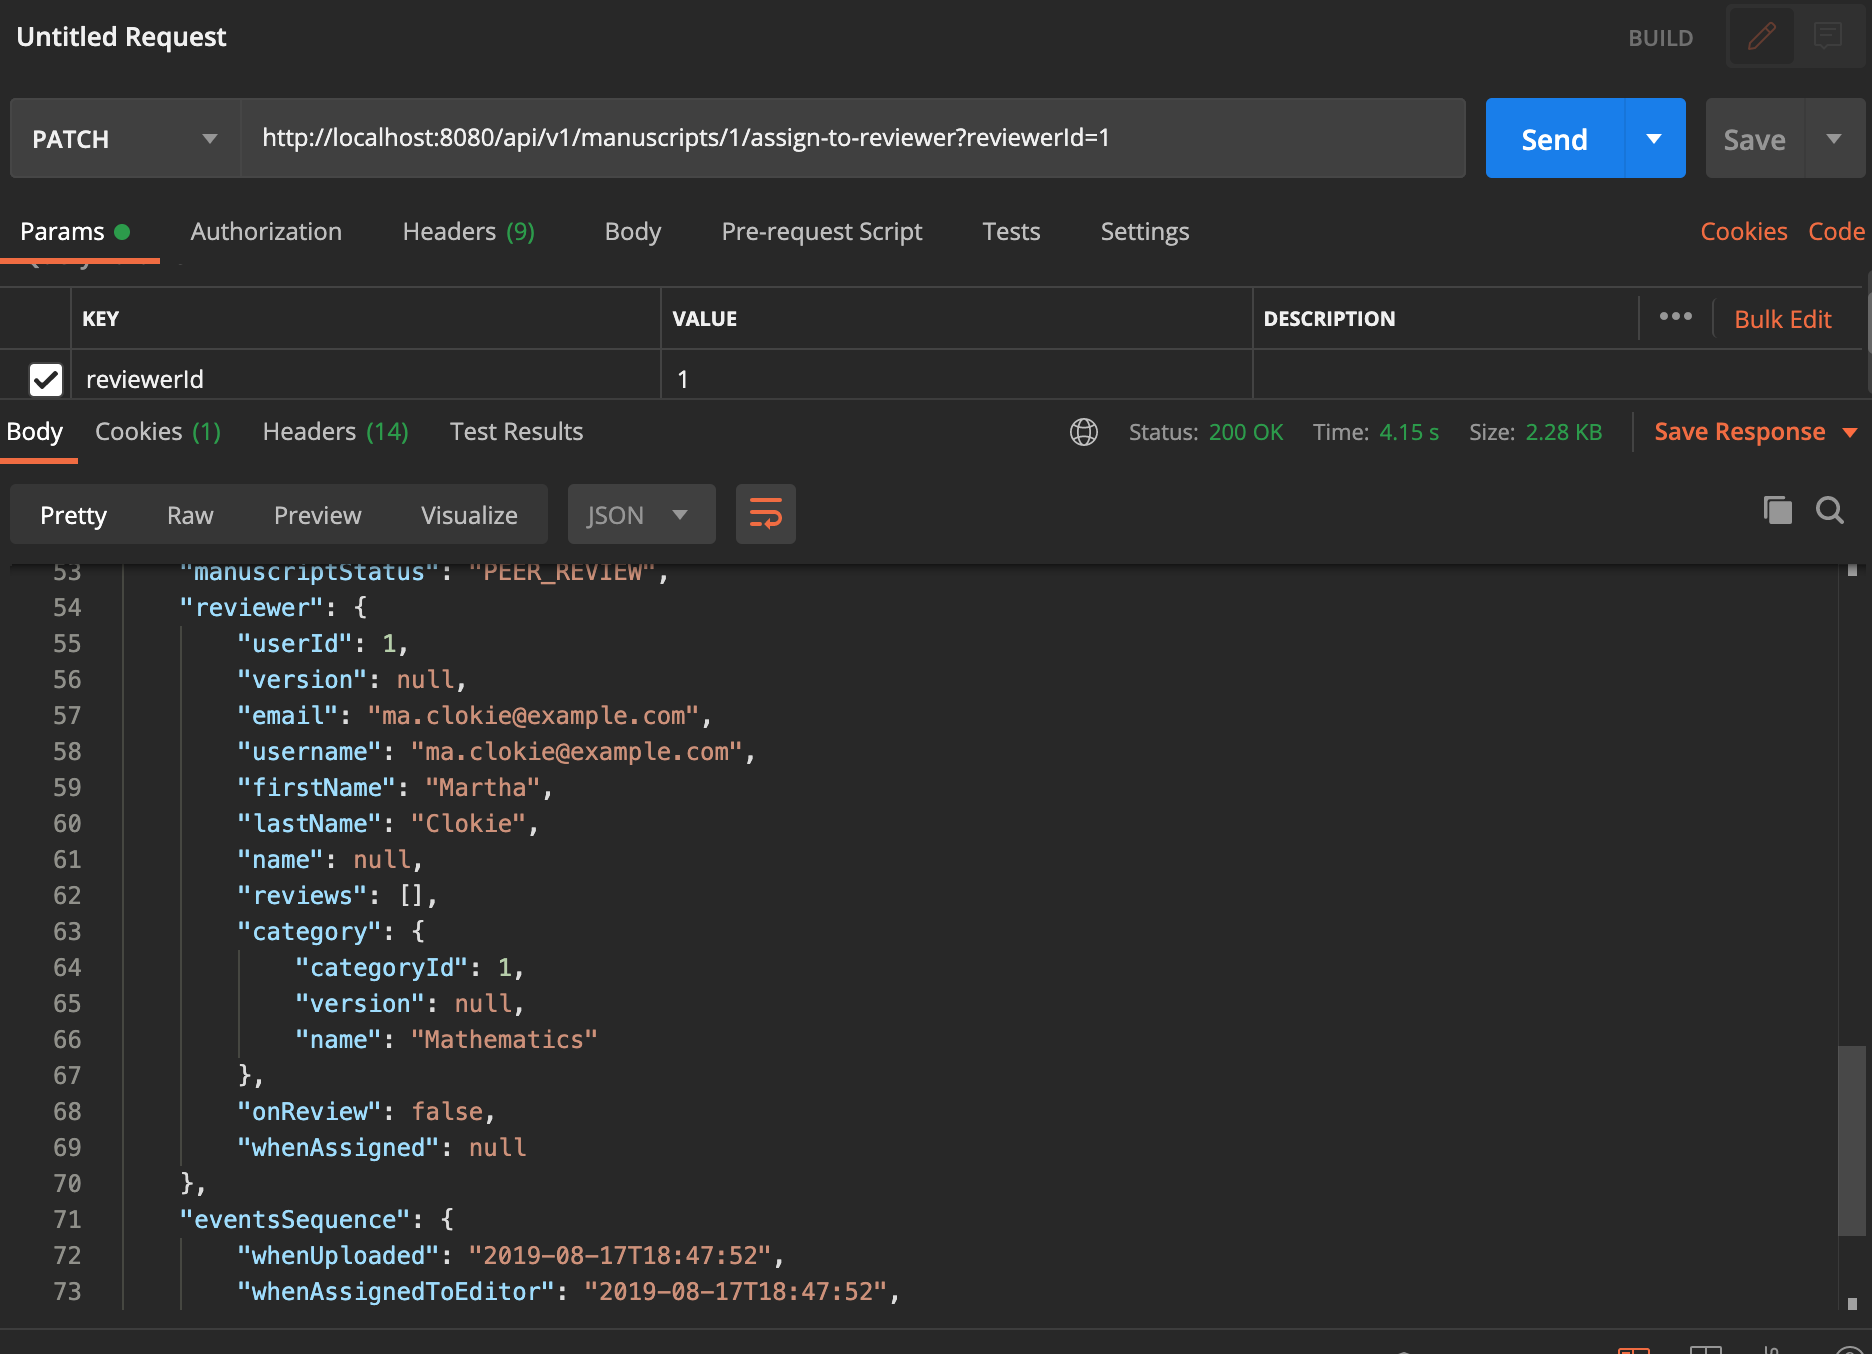 Untitled Request
BUILD
PATCH http://localhost:8080/api/v1/manuscripts/1/assign-to-reviewer?reviewerId=1 Send Save
Params Authorization Headers (9) Body Pre-request Script Tests Settings Cookies Code
KEY VALUE DESCRIPTION ••• Bulk Edit
reviewerId 1
Body Cookies (1) Headers (14) Test Results Status: 200 OK Time: 4.15 s Size: 2.28 KB Save Response
Pretty Raw Preview Visualize JSON
53 "manuscriptStatus": "PEER_REVIEW",
54 "reviewer": {
55 "userId": 1,
56 "version": null,
57 "email": "ma.clokie@example.com",
58 "username": "ma.clokie@example.com",
59 "firstName": "Martha",
60 "lastName": "Clokie",
61 "name": null,
62 "reviews": [],
63 "category": {
64 "categoryId": 1,
65 "version": null,
66 "name": "Mathematics"
67 },
68 "onReview": false,
69 "whenAssigned": null
70 },
71 "eventsSequence": {
72 "whenUploaded": "2019-08-17T18:47:52",
73 "whenAssignedToEditor": "2019-08-17T18:47:52",